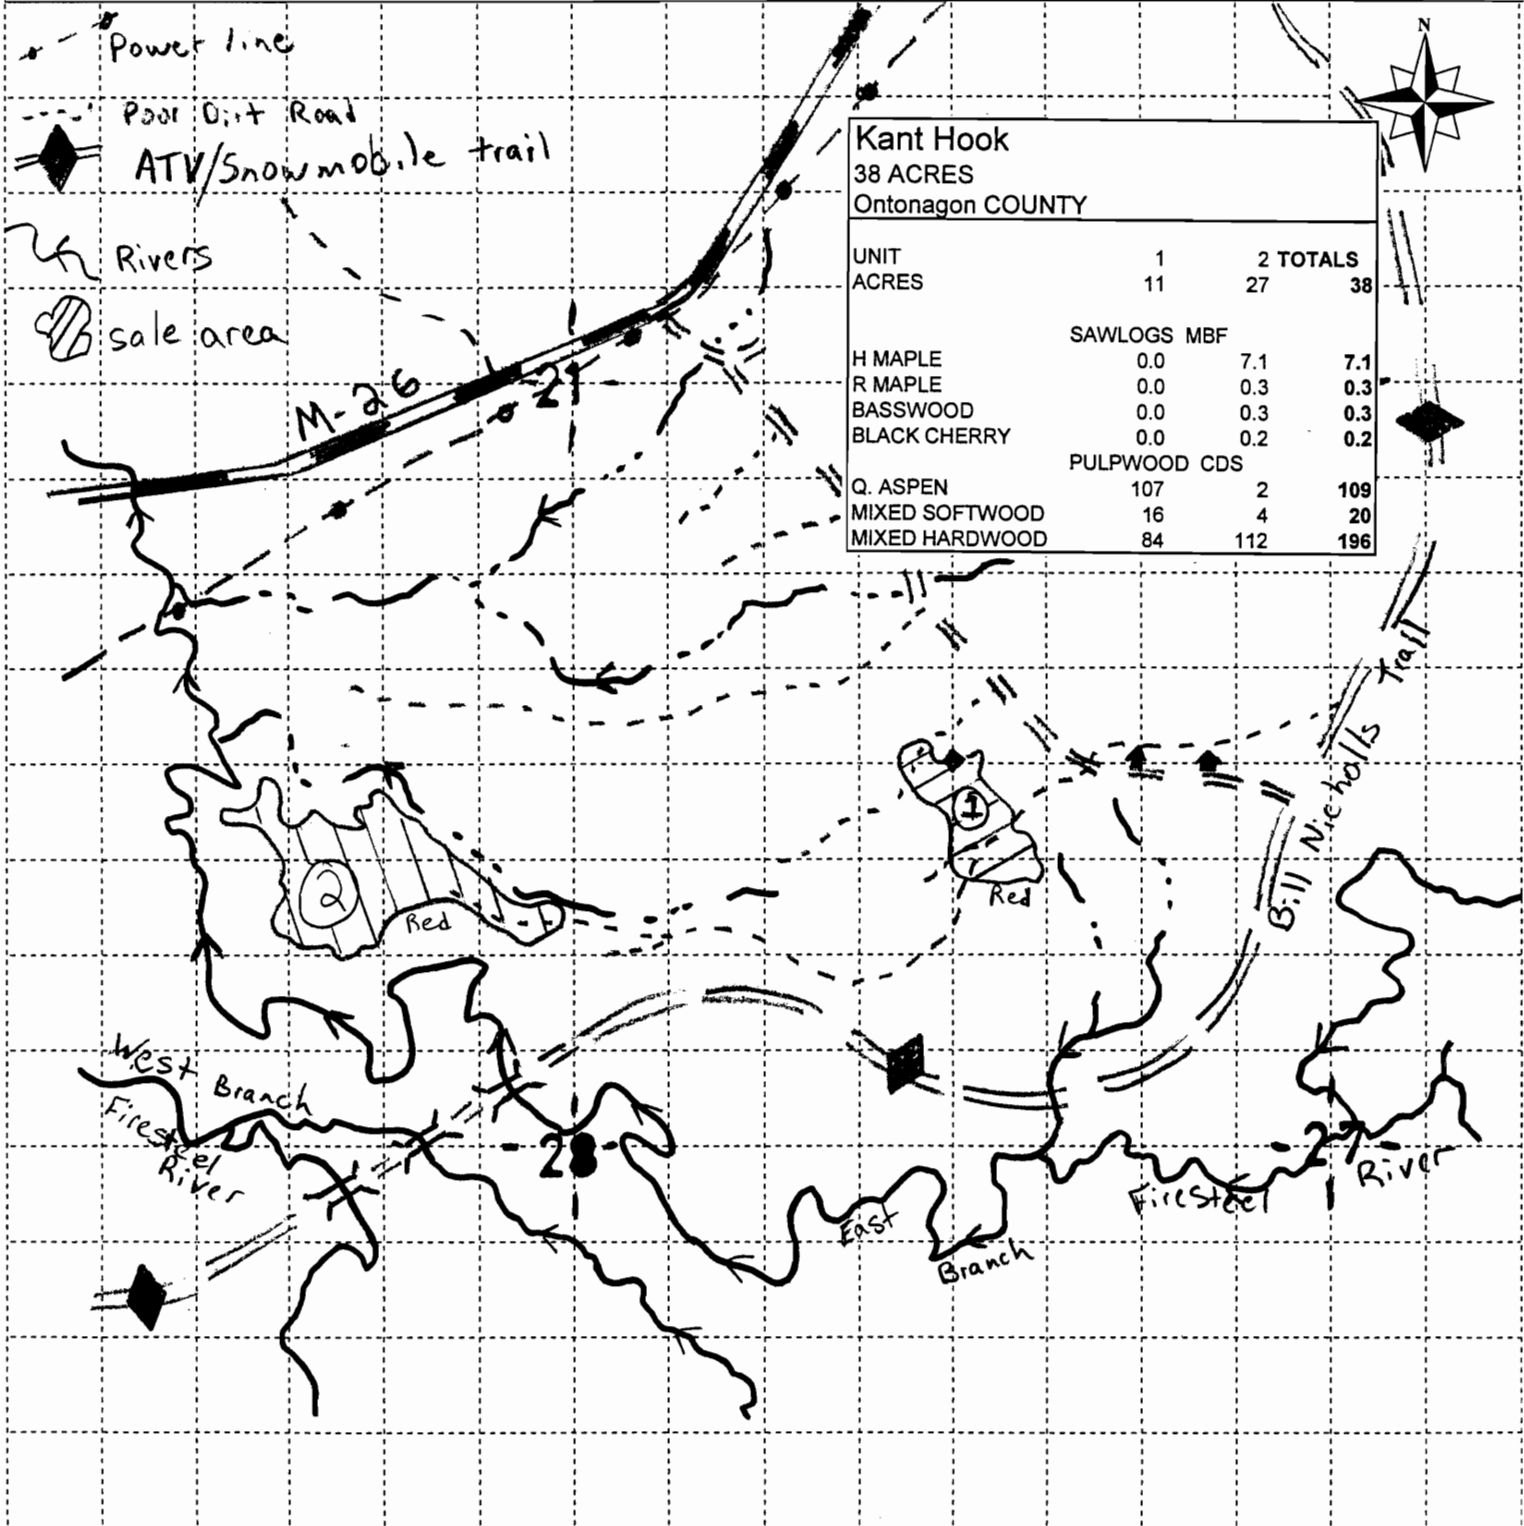 N
Power line
Poor Dirt Road
ATV/Snowmobile trail
Rivers
sale area
Kant Hook
38 ACRES
Ontonagon COUNTY
UNIT 1 2 TOTALS
ACRES 11 27 38
SAWLOGS MBF
H MAPLE 0.0 7.1 7.1
R MAPLE 0.0 0.3 0.3
BASSWOOD 0.0 0.3 0.3
BLACK CHERRY 0.0 0.2 0.2
PULPWOOD CDS
Q. ASPEN 107 2 109
MIXED SOFTWOOD 16 4 20
MIXED HARDWOOD 84 112 196
M-26
21
1
Red
2
Red
Bill Nicholls Trail
West Branch
Firesteel
River
28
East
Branch
Firesteel River